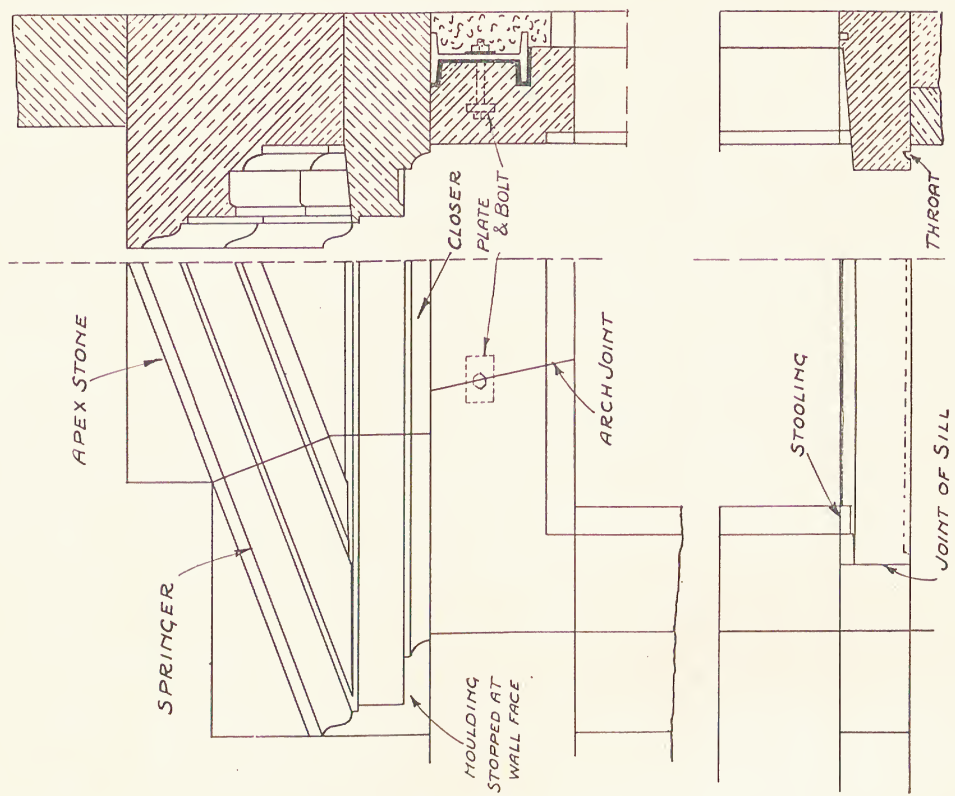 APEX STONE
SPRINGER
CLOSER
PLATE
& BOLT
ARCH JOINT
MOULDING
STOPPED AT
WALL FACE
STOOLING
THROAT
JOINT OF SILL